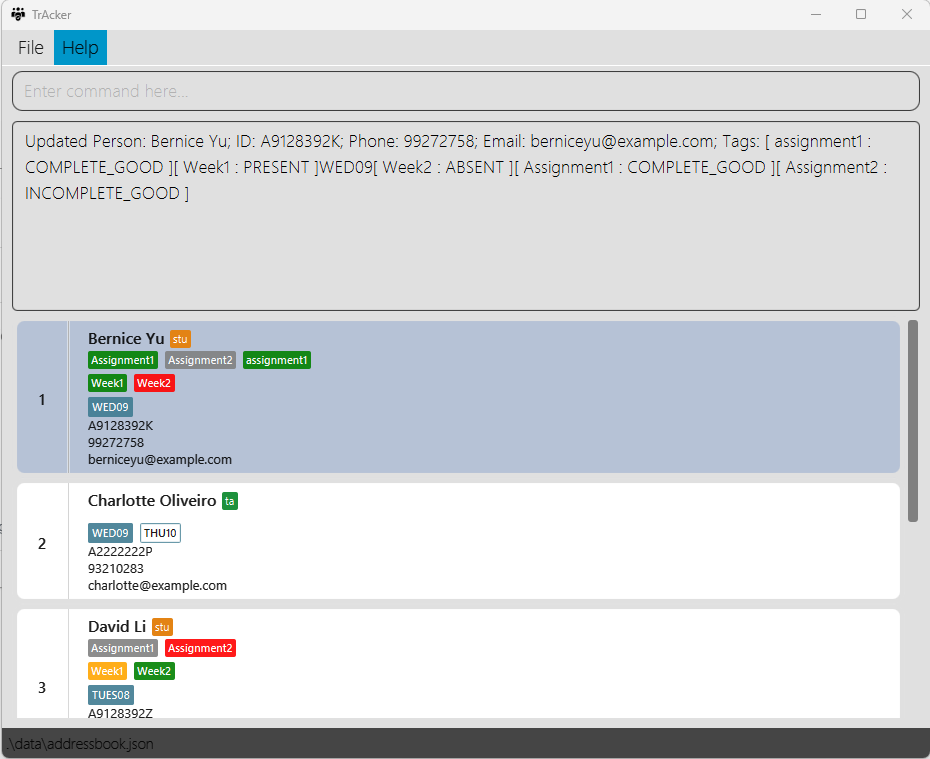 TrAcker
File Help
Enter command here...
Updated Person: Bernice Yu; ID: A9128392K; Phone: 99272758; Email: berniceyu@example.com; Tags: [ assignment1 :
COMPLETE_GOOD ][ Week1 : PRESENT ]WED09[ Week2 : ABSENT ][ Assignment1 : COMPLETE_GOOD ][ Assignment2 :
INCOMPLETE_GOOD ]
1
Bernice Yu stu
Assignment1 Assignment2 assignment1
Week1 Week2
WED09
A9128392K
99272758
berniceyu@example.com
2
Charlotte Oliveiro ta
WED09 THU10
A2222222P
93210283
charlotte@example.com
3
David Li stu
Assignment1 Assignment2
Week1 Week2
TUES08
A9128392Z
.\data\addressbook.json